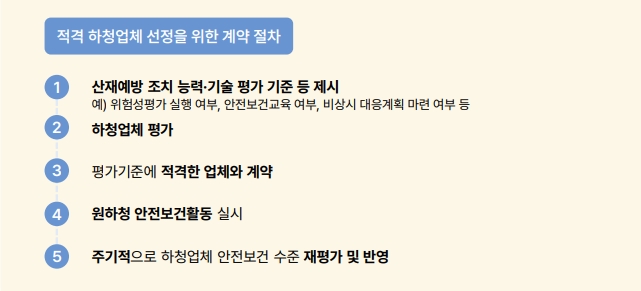 적격 하청업체 선정을 위한 계약 절차
1 산재예방 조치 능력·기술 평가 기준 등 제시
예) 위험성평가 실행 여부, 안전보건교육 여부, 비상시 대응계획 마련 여부 등
2 하청업체 평가
3 평가기준에 적격한 업체와 계약
4 원하청 안전보건활동 실시
5 주기적으로 하청업체 안전보건 수준 재평가 및 반영